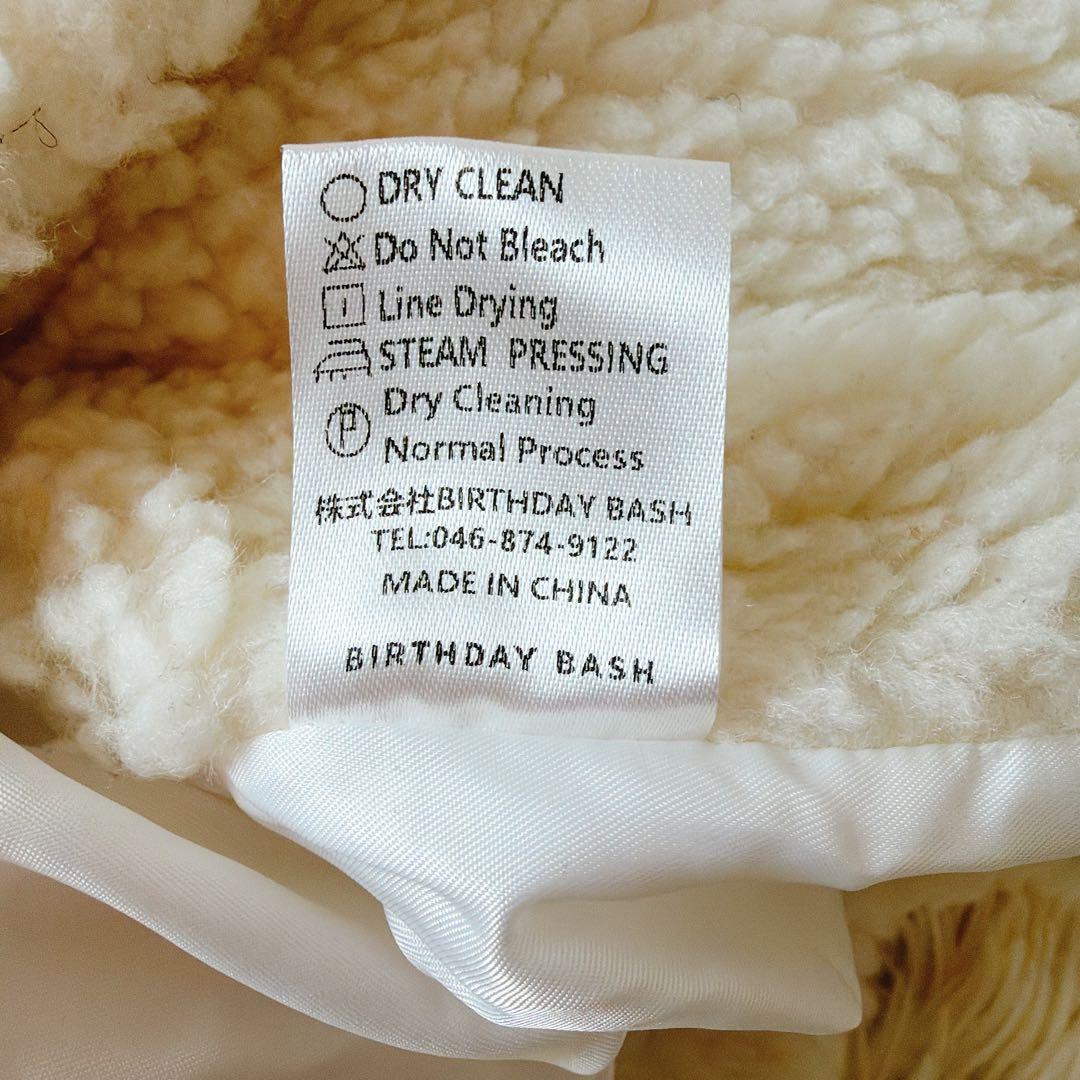 DRY CLEAN
Do Not Bleach
Line Drying
STEAM PRESSING
P Dry Cleaning
Normal Process
株式会社BIRTHDAY BASH
TEL:046-874-9122
MADE IN CHINA
BIRTHDAY BASH